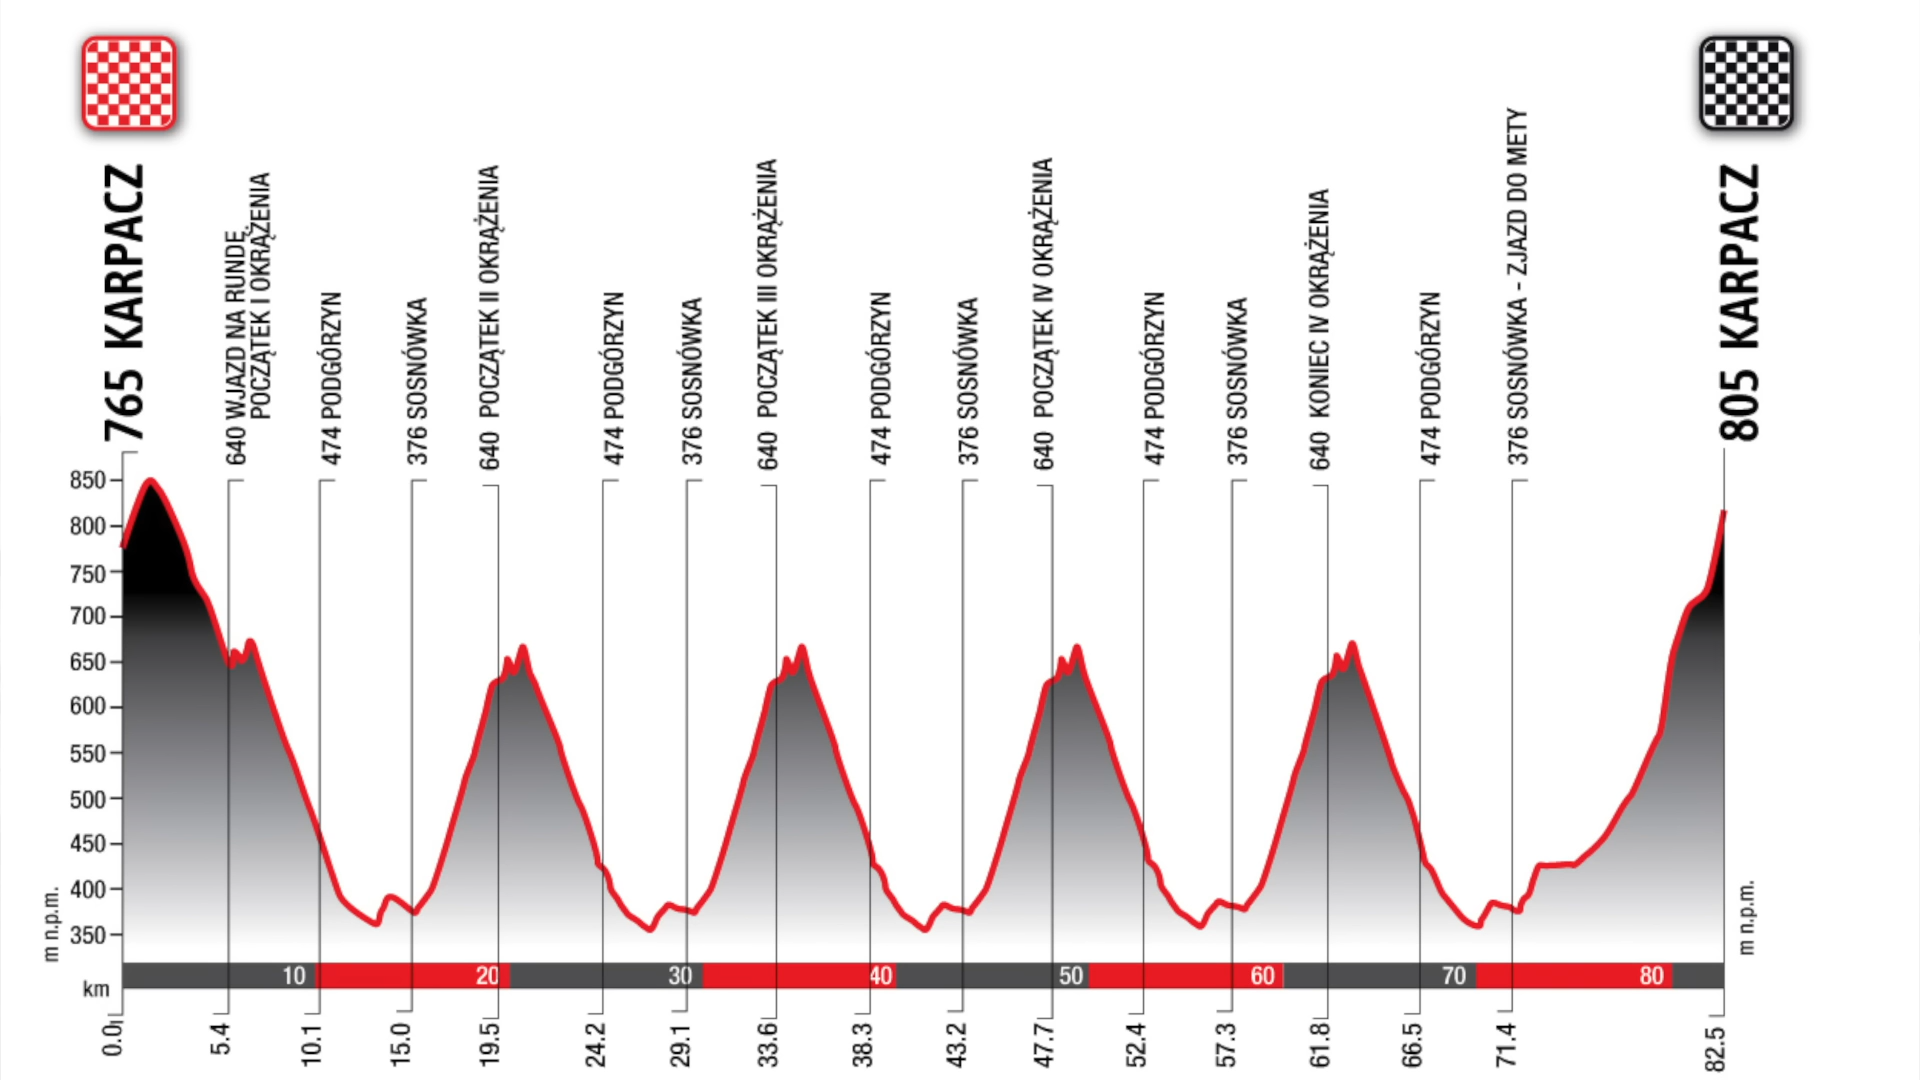 765 KARPACZ
640 WJAZD NA RUNDĘ,
POCZĄTEK I OKRĄŻENIA
474 PODGÓRZYN
376 SOSNÓWKA
640 POCZĄTEK II OKRĄŻENIA
474 PODGÓRZYN
376 SOSNÓWKA
640 POCZĄTEK III OKRĄŻENIA
474 PODGÓRZYN
376 SOSNÓWKA
640 POCZĄTEK IV OKRĄŻENIA
474 PODGÓRZYN
376 SOSNÓWKA
640 KONIEC IV OKRĄŻENIA
474 PODGÓRZYN
376 SOSNÓWKA - ZJAZD DO METY
805 KARPACZ
850
800
750
700
650
600
550
500
450
400
350
m n.p.m.
m n.p.m.
km
10 20 30 40 50 60 70 80
0.0 5.4 10.1 15.0 19.5 24.2 29.1 33.6 38.3 43.2 47.7 52.4 57.3 61.8 66.5 71.4 82.5